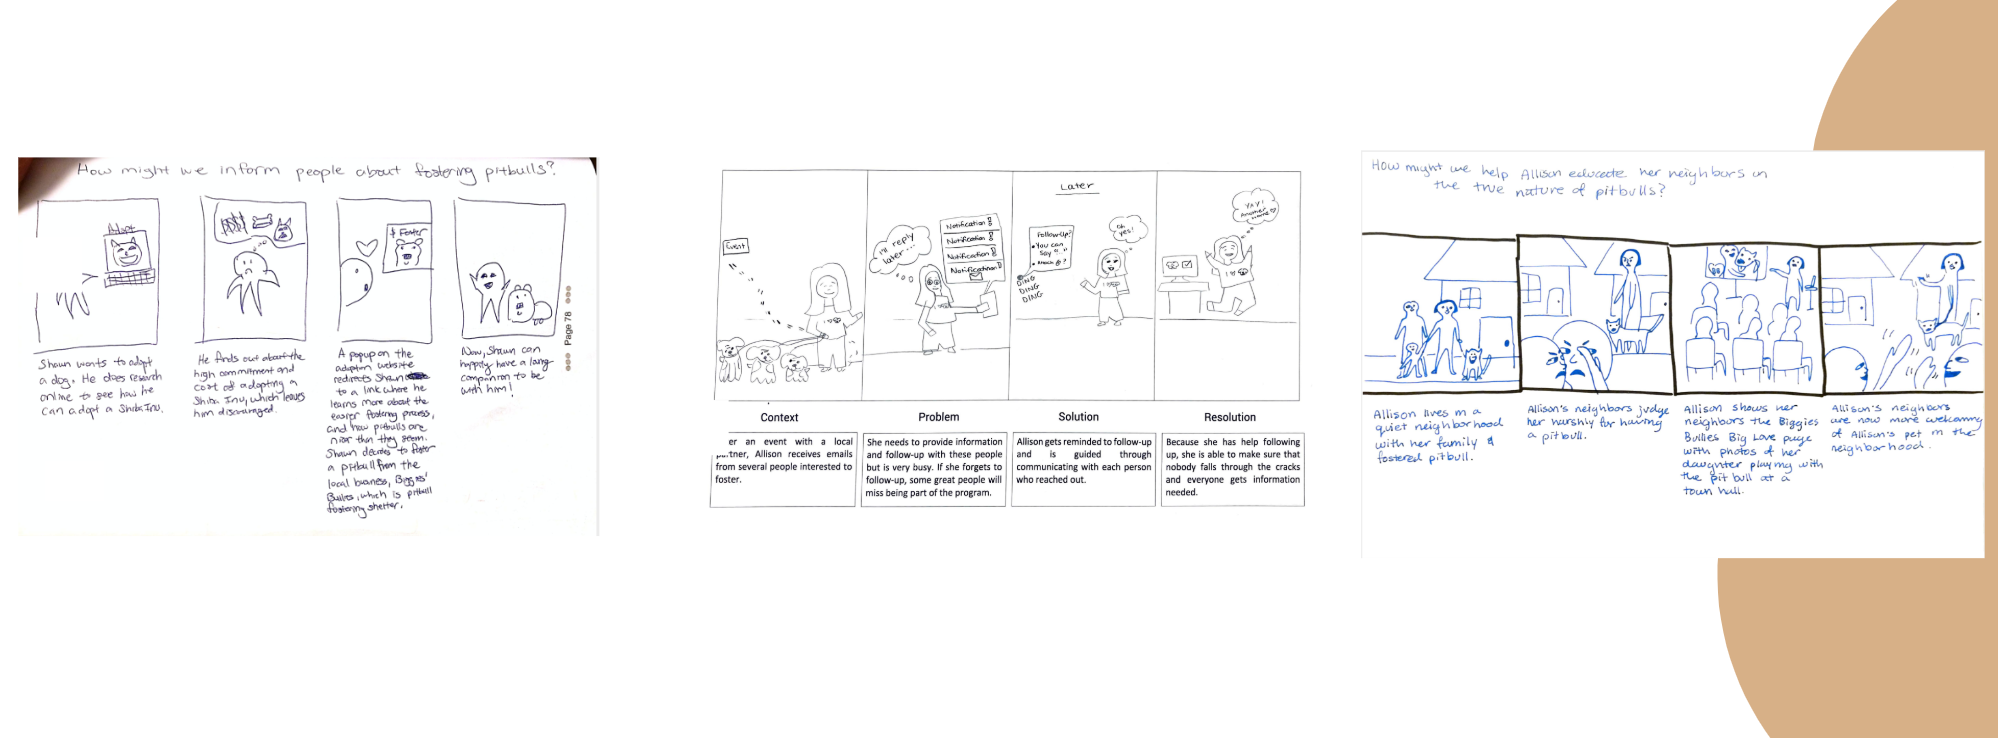 How might we inform people about fostering pitbulls?
Adopt
$$$
$ Foster
Shawn wants to adopt
a dog. He does research
online to see how he
can adopt a Shiba Inu.
He finds out about the
high commitment and
cost of adopting a
Shiba Inu, which leaves
him discouraged.
A popup on the
adoption website
redirects Shawn
to a link where he
learns more about the
easier fostering process,
and how pitbulls are
nicer than they seem.
Shawn decides to foster
a pitbull from the
local business, Biggies'
Bullies, which is pitbull
fostering shelter.
Now, Shawn can
happily have a long
companion to be
with him!
Page 78
Later
Event
I'll reply
later...
Notification !
Notification !
Notification !
Notification !
Follow-Up?
• You can
say "..."
• Attach ?
DING
DING
DING
Oh
yes!
YAY!
Another
Context
er an event with a local
tner, Allison receives emails
from several people interested to
foster.
Problem
She needs to provide information
and follow-up with these people
but is very busy. If she forgets to
follow-up, some great people will
miss being part of the program.
Solution
Allison gets reminded to follow-up
and is guided through
communicating with each person
who reached out.
Resolution
Because she has help following
up, she is able to make sure that
nobody falls through the cracks
and everyone gets information
needed.
How might we help Allison educate her neighbors on
the true nature of pitbulls?
Allison lives in a
quiet neighborhood
with her family &
fostered pitbull.
Allison's neighbors judge
her harshly for having
a pitbull.
Allison shows her
neighbors the Biggies
Bullies Big Love page
with photos of her
daughter playing with
the pit bull at a
town hall.
Allison's neighbors
are now more welcoming
of Allison's pet in the
neighborhood.